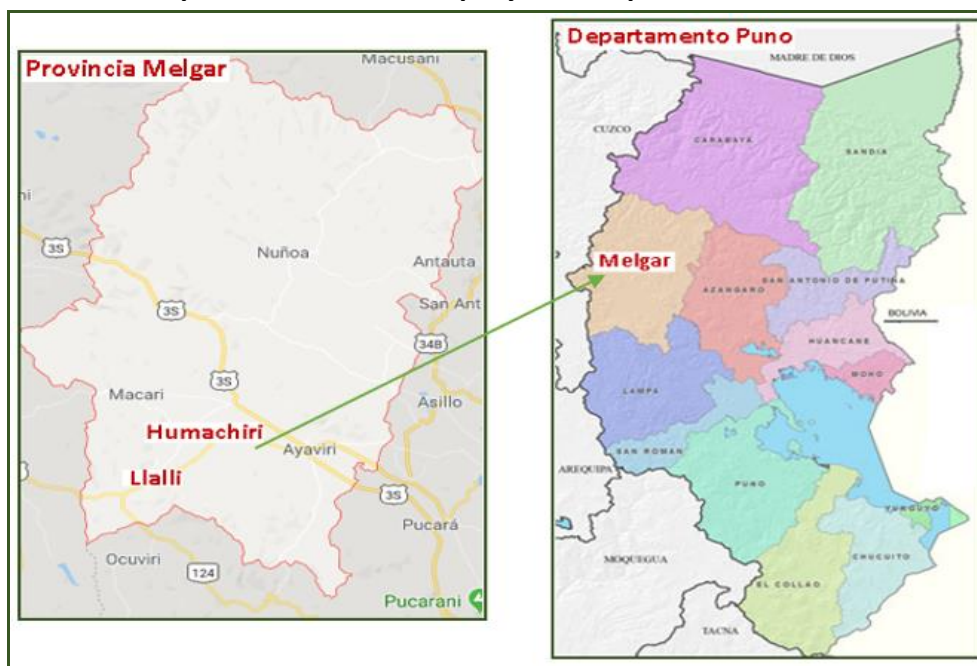 Provincia Melgar
Macusani
3S
Nuñoa
Antauta
San Ant
3S
34B
3S
Macari
Asillo
Humachiri
Ayaviri
Llalli
3S
Pucará
Ocuviri
124
Pucarani
Departamento Puno
MADRE DE DIOS
CUZCO
CARABAYA
SANDIA
Melgar
SAN ANTONIO DE PUTINA
AZANGARO
BOLIVIA
HUANCANE
MOHO
LAMPA
SAN ROMAN
AREQUIPA
PUNO
YUNGUYO
CHUCUITO
MOQUEGUA
EL COLLAO
TACNA